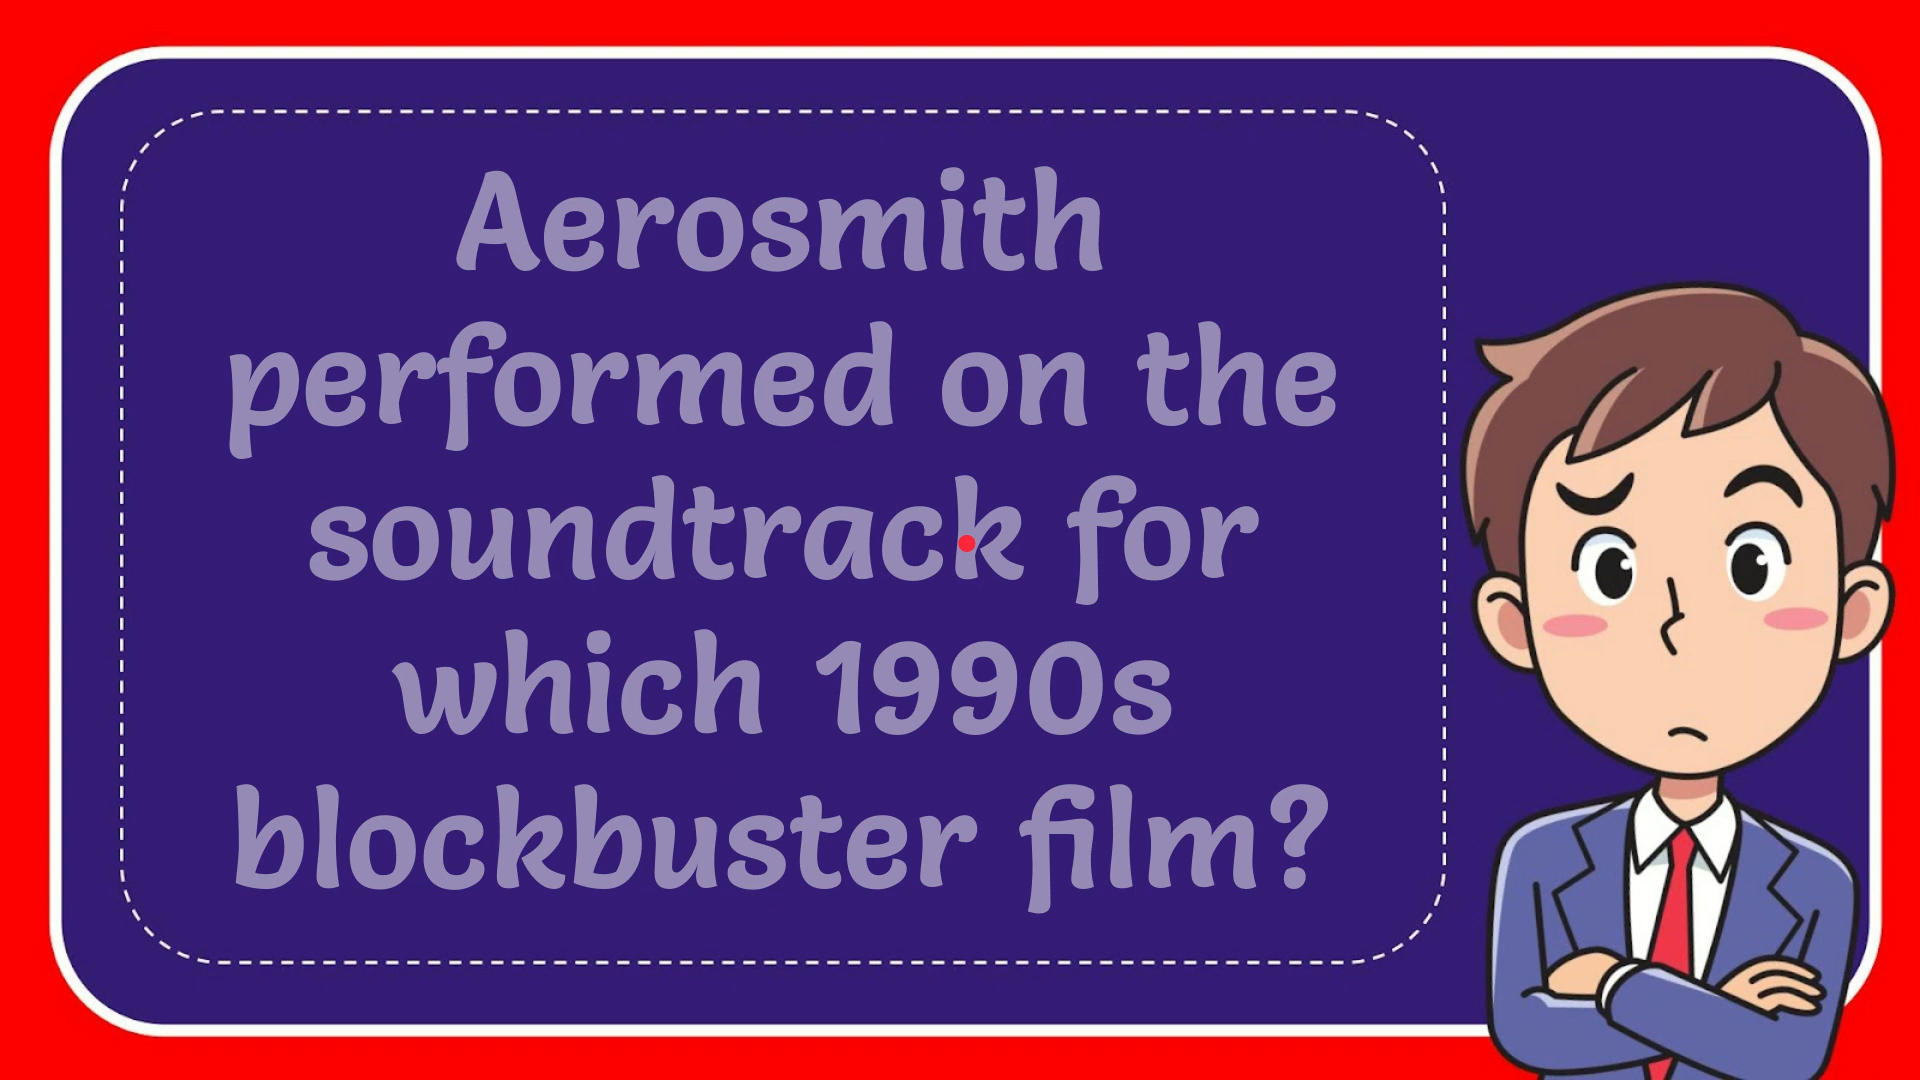 Aerosmith
performed on the
soundtrack for
which 1990s
blockbuster film?